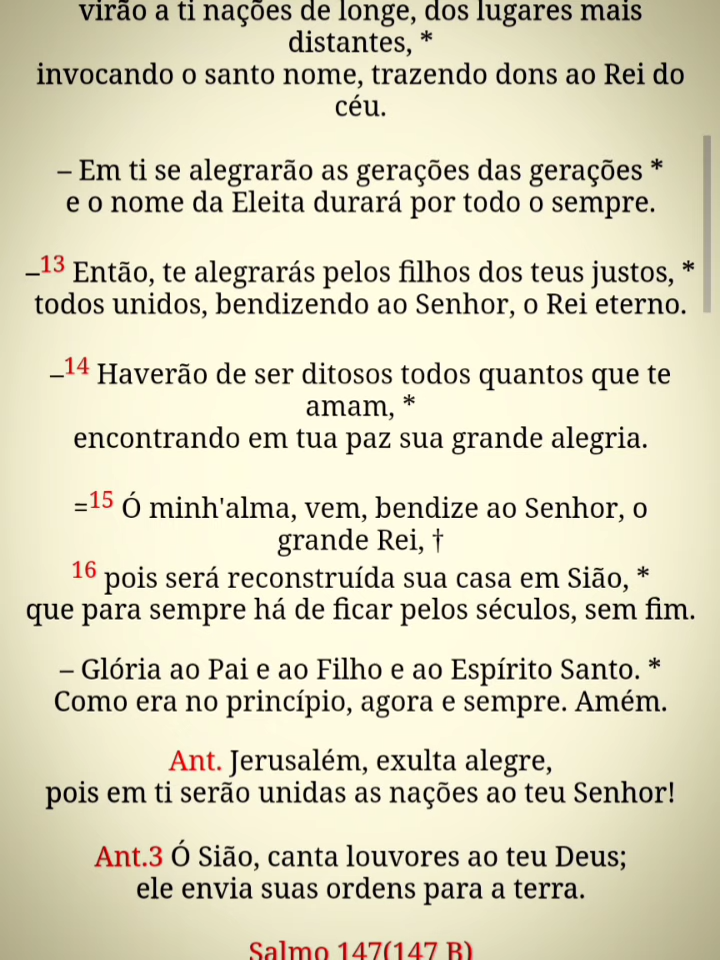 virão a ti nações de longe, dos lugares mais
distantes, *
invocando o santo nome, trazendo dons ao Rei do
céu.
– Em ti se alegrarão as gerações das gerações *
e o nome da Eleita durará por todo o sempre.
–13 Então, te alegrarás pelos filhos dos teus justos, *
todos unidos, bendizendo ao Senhor, o Rei eterno.
–14 Haverão de ser ditosos todos quantos que te
amam, *
encontrando em tua paz sua grande alegria.
=15 Ó minh'alma, vem, bendize ao Senhor, o
grande Rei, †
16 pois será reconstruída sua casa em Sião, *
que para sempre há de ficar pelos séculos, sem fim.
– Glória ao Pai e ao Filho e ao Espírito Santo. *
Como era no princípio, agora e sempre. Amém.
Ant. Jerusalém, exulta alegre,
pois em ti serão unidas as nações ao teu Senhor!
Ant.3 Ó Sião, canta louvores ao teu Deus;
ele envia suas ordens para a terra.
Salmo 147(147 B)